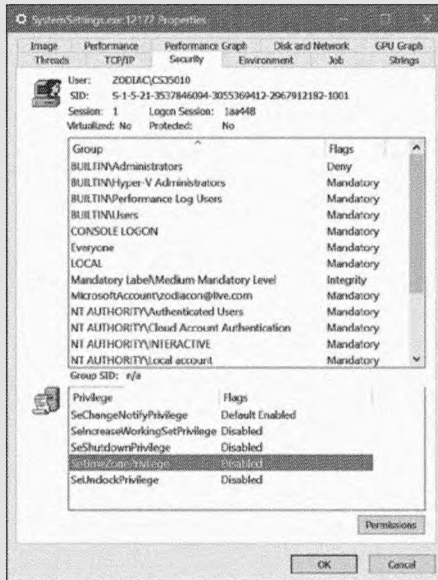 SystemSettings.exe:12177 Properties
Image Performance Performance Graph Disk and Network GPU Graph
Threads TCP/IP Security Environment Job Strings
User: ZODIAC\CS35010
SID: S-1-5-21-3537846094-3055369412-2967912182-1001
Session: 1 Logon Session: 1aa448
Virtualized: No Protected: No
Group Flags
BUILTIN\Administrators Deny
BUILTIN\Hyper-V Administrators Mandatory
BUILTIN\Performance Log Users Mandatory
BUILTIN\Users Mandatory
CONSOLE LOGON Mandatory
Everyone Mandatory
LOCAL Mandatory
Mandatory Label\Medium Mandatory Level Integrity
MicrosoftAccount\zodiacon@live.com Mandatory
NT AUTHORITY\Authenticated Users Mandatory
NT AUTHORITY\Cloud Account Authentication Mandatory
NT AUTHORITY\INTERACTIVE Mandatory
NT AUTHORITY\Local account Mandatory
Group SID: n/a
Privilege Flags
SeChangeNotifyPrivilege Default Enabled
SeIncreaseWorkingSetPrivilege Disabled
SeShutdownPrivilege Disabled
SeTimeZonePrivilege Disabled
SeUndockPrivilege Disabled
Permissions
OK Cancel